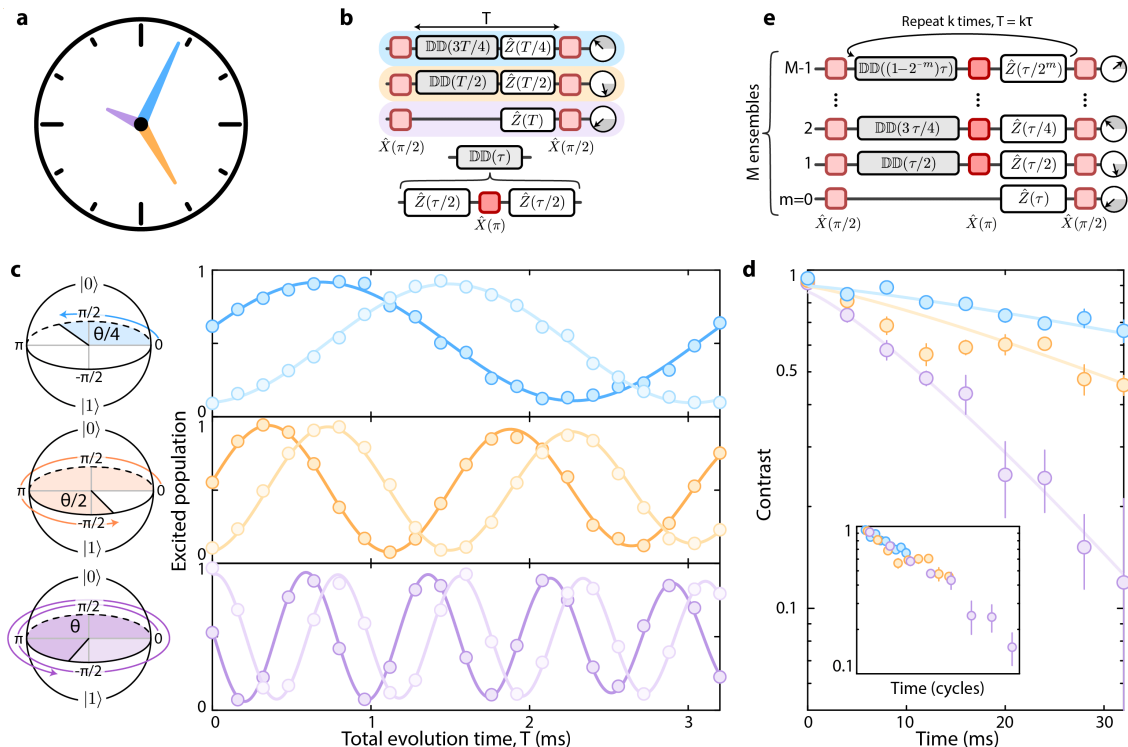 a
b
T
𝔻𝔻(3T/4)
Ẑ(T/4)
𝔻𝔻(T/2)
Ẑ(T/2)
Ẑ(T)
X̂(π/2)
X̂(π/2)
𝔻𝔻(τ)
Ẑ(τ/2)
Ẑ(τ/2)
X̂(π)
e
Repeat k times, T = kτ
M ensembles
M-1
𝔻𝔻((1−2⁻ᵐ)τ)
Ẑ(τ/2ᵐ)
2
𝔻𝔻(3τ/4)
Ẑ(τ/4)
1
𝔻𝔻(τ/2)
Ẑ(τ/2)
m=0
Ẑ(τ)
X̂(π/2)
X̂(π)
X̂(π/2)
c
|0⟩
π/2
π
θ/4
0
-π/2
|1⟩
|0⟩
π/2
π
θ/2
0
-π/2
|1⟩
|0⟩
π/2
π
θ
0
-π/2
|1⟩
Excited population
1
0
1
0
1
0
0
1
2
3
Total evolution time, T (ms)
d
Contrast
1
0.5
0.1
0
10
20
30
Time (ms)
1
0.1
Time (cycles)